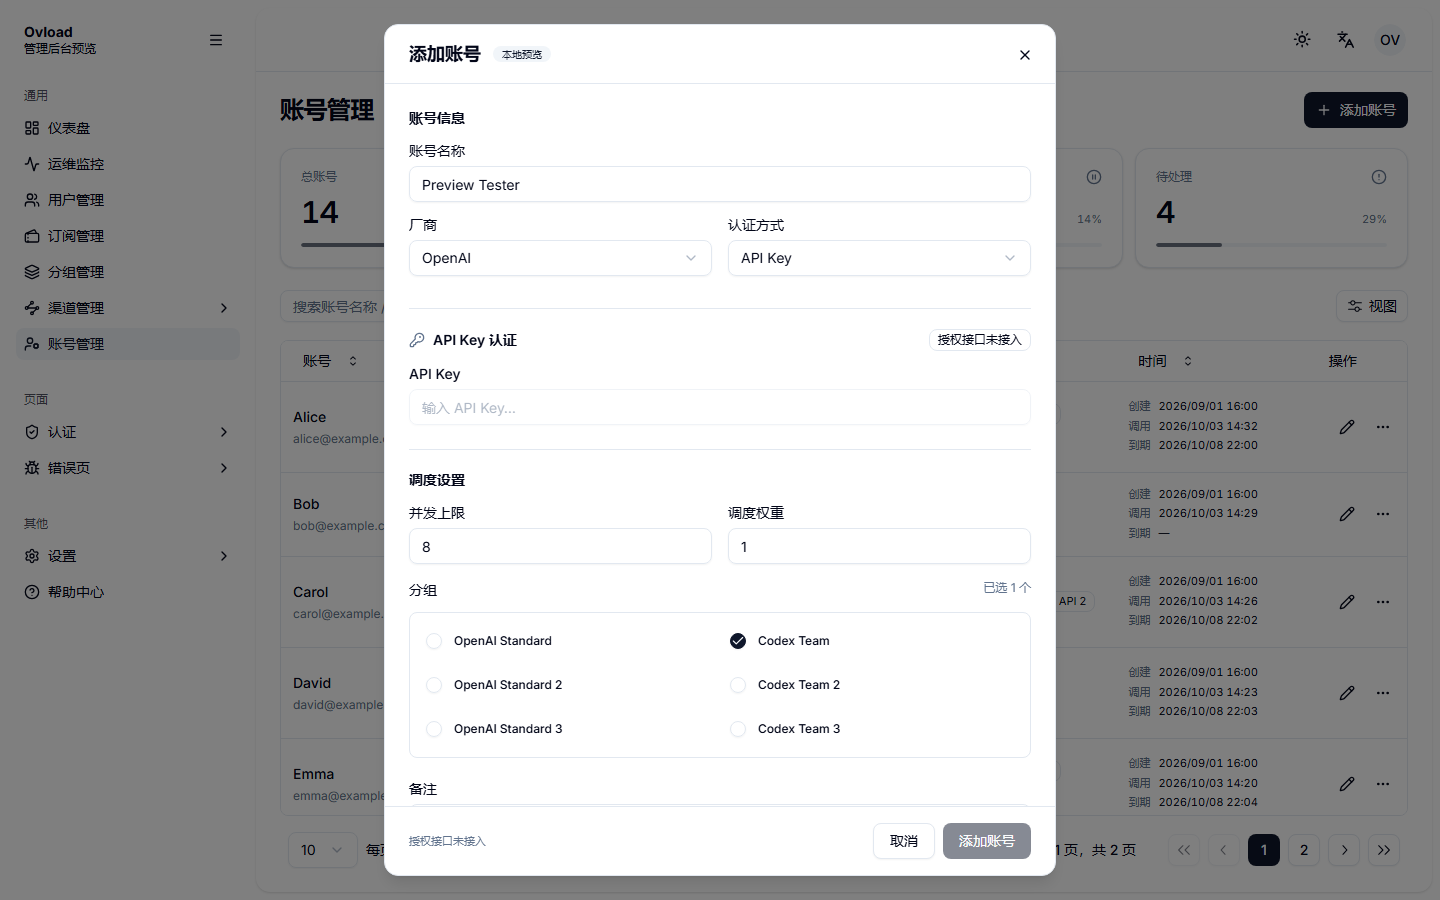 Ovload
管理后台预览
通用
仪表盘
运维监控
用户管理
订阅管理
分组管理
渠道管理
账号管理
页面
认证
错误页
其他
设置
帮助中心
OV
账号管理
添加账号
总账号
14
14%
待处理
4
29%
搜索账号名称 /
视图
账号
时间
操作
Alice
alice@example.c
创建 2026/09/01 16:00
调用 2026/10/03 14:32
到期 2026/10/08 22:00
Bob
bob@example.c
创建 2026/09/01 16:00
调用 2026/10/03 14:29
到期 —
Carol
carol@example.
API 2
创建 2026/09/01 16:00
调用 2026/10/03 14:26
到期 2026/10/08 22:02
David
david@example
创建 2026/09/01 16:00
调用 2026/10/03 14:23
到期 2026/10/08 22:03
Emma
emma@example
创建 2026/09/01 16:00
调用 2026/10/03 14:20
到期 2026/10/08 22:04
10
每页
1 页，共 2 页
1
2
添加账号
本地预览
账号信息
账号名称
Preview Tester
厂商
认证方式
OpenAI
API Key
API Key 认证
授权接口未接入
API Key
输入 API Key...
调度设置
并发上限
调度权重
8
1
分组
已选 1 个
OpenAI Standard
Codex Team
OpenAI Standard 2
Codex Team 2
OpenAI Standard 3
Codex Team 3
备注
授权接口未接入
取消
添加账号